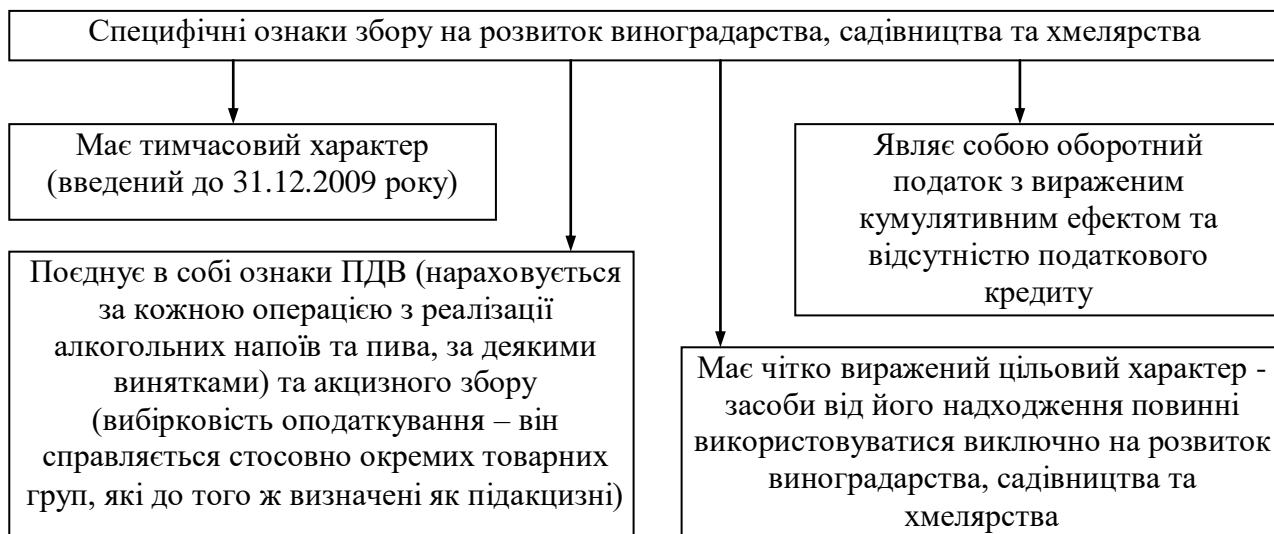 Специфічні ознаки збору на розвиток виноградарства, садівництва та хмелярства
Має тимчасовий характер
(введений до 31.12.2009 року)
Являє собою оборотний
податок з вираженим
кумулятивним ефектом та
відсутністю податкового
кредиту
Поєднує в собі ознаки ПДВ (нараховується
за кожною операцією з реалізації
алкогольних напоїв та пива, за деякими
винятками) та акцизного збору
(вибірковість оподаткування – він
справляється стосовно окремих товарних
груп, які до того ж визначені як підакцизні)
Має чітко виражений цільовий характер -
засоби від його надходження повинні
використовуватися виключно на розвиток
виноградарства, садівництва та
хмелярства